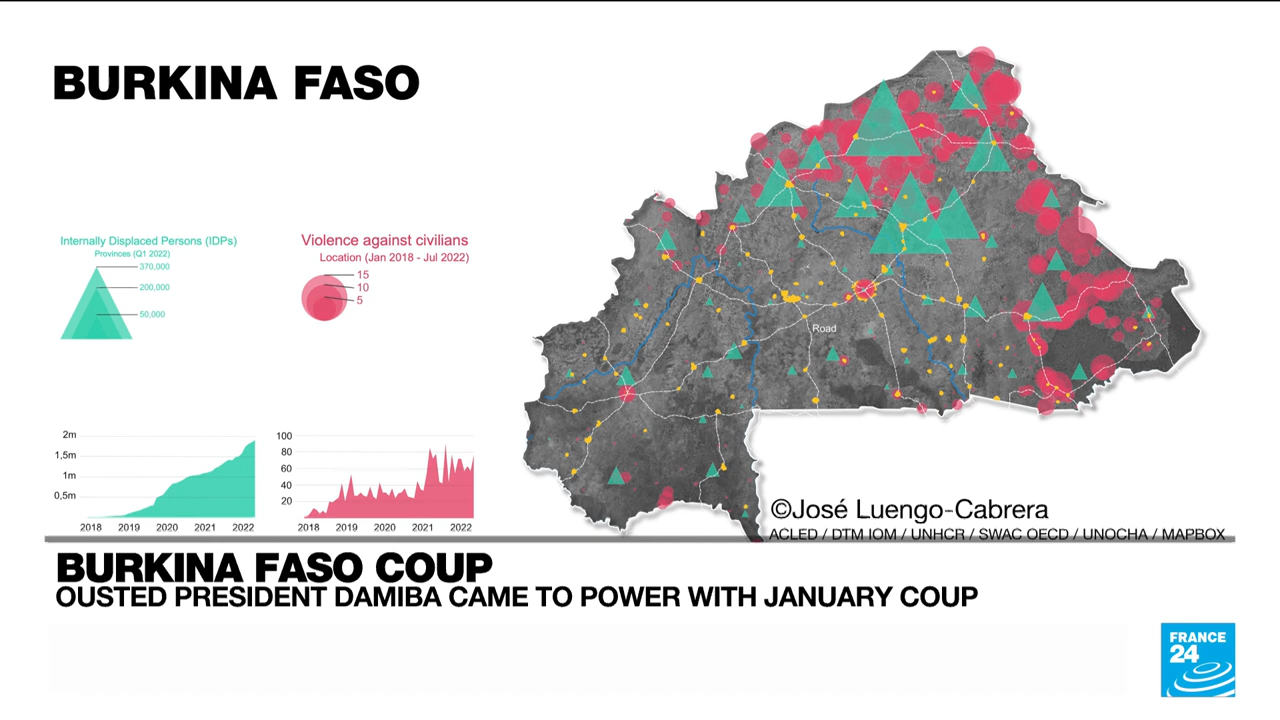 BURKINA FASO
Internally Displaced Persons (IDPs)
Provinces (Q1 2022)
370,000
200,000
50,000
Violence against civilians
Location (Jan 2018 - Jul 2022)
15
10
5
2m
1,5m
1m
0,5m
2018 2019 2020 2021 2022
100
80
60
40
20
2018 2019 2020 2021 2022
Road
©José Luengo-Cabrera
ACLED / DTM IOM / UNHCR / SWAC OECD / UNOCHA / MAPBOX
BURKINA FASO COUP
OUSTED PRESIDENT DAMIBA CAME TO POWER WITH JANUARY COUP
FRANCE
24